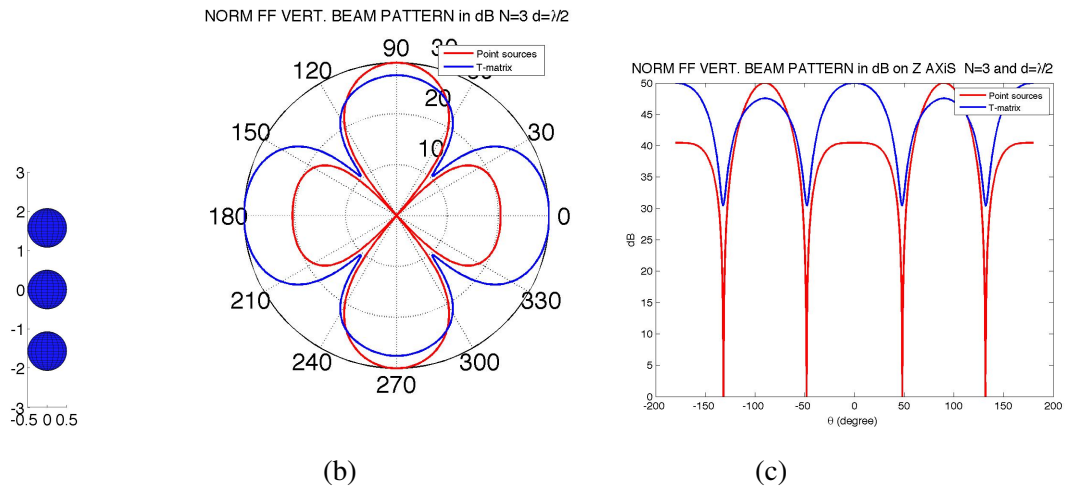 NORM FF VERT. BEAM PATTERN in dB N=3 d=λ/2
90
120
150
30
180
0
210
330
240
300
270
10
20
30
Point sources
T-matrix
3
2
1
0
-1
-2
-3
-0.5 0 0.5
(b)
NORM FF VERT. BEAM PATTERN in dB on Z AXiS N=3 and d=λ/2
Point sources
T-matrix
50
45
40
35
30
25
20
15
10
5
0
dB
-200 -150 -100 -50 0 50 100 150 200
θ (degree)
(c)